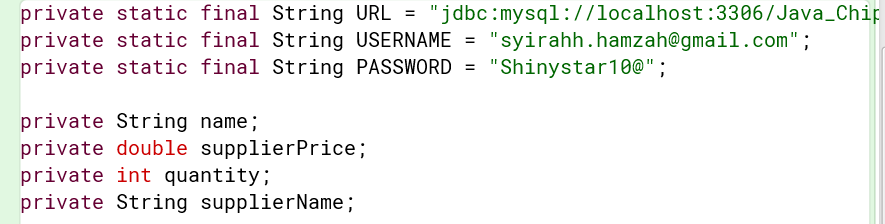 private static final String URL = "jdbc:mysql://localhost:3306/Java_Chip
private static final String USERNAME = "syirahh.hamzah@gmail.com";
private static final String PASSWORD = "Shinystar10@";
private String name;
private double supplierPrice;
private int quantity;
private String supplierName;